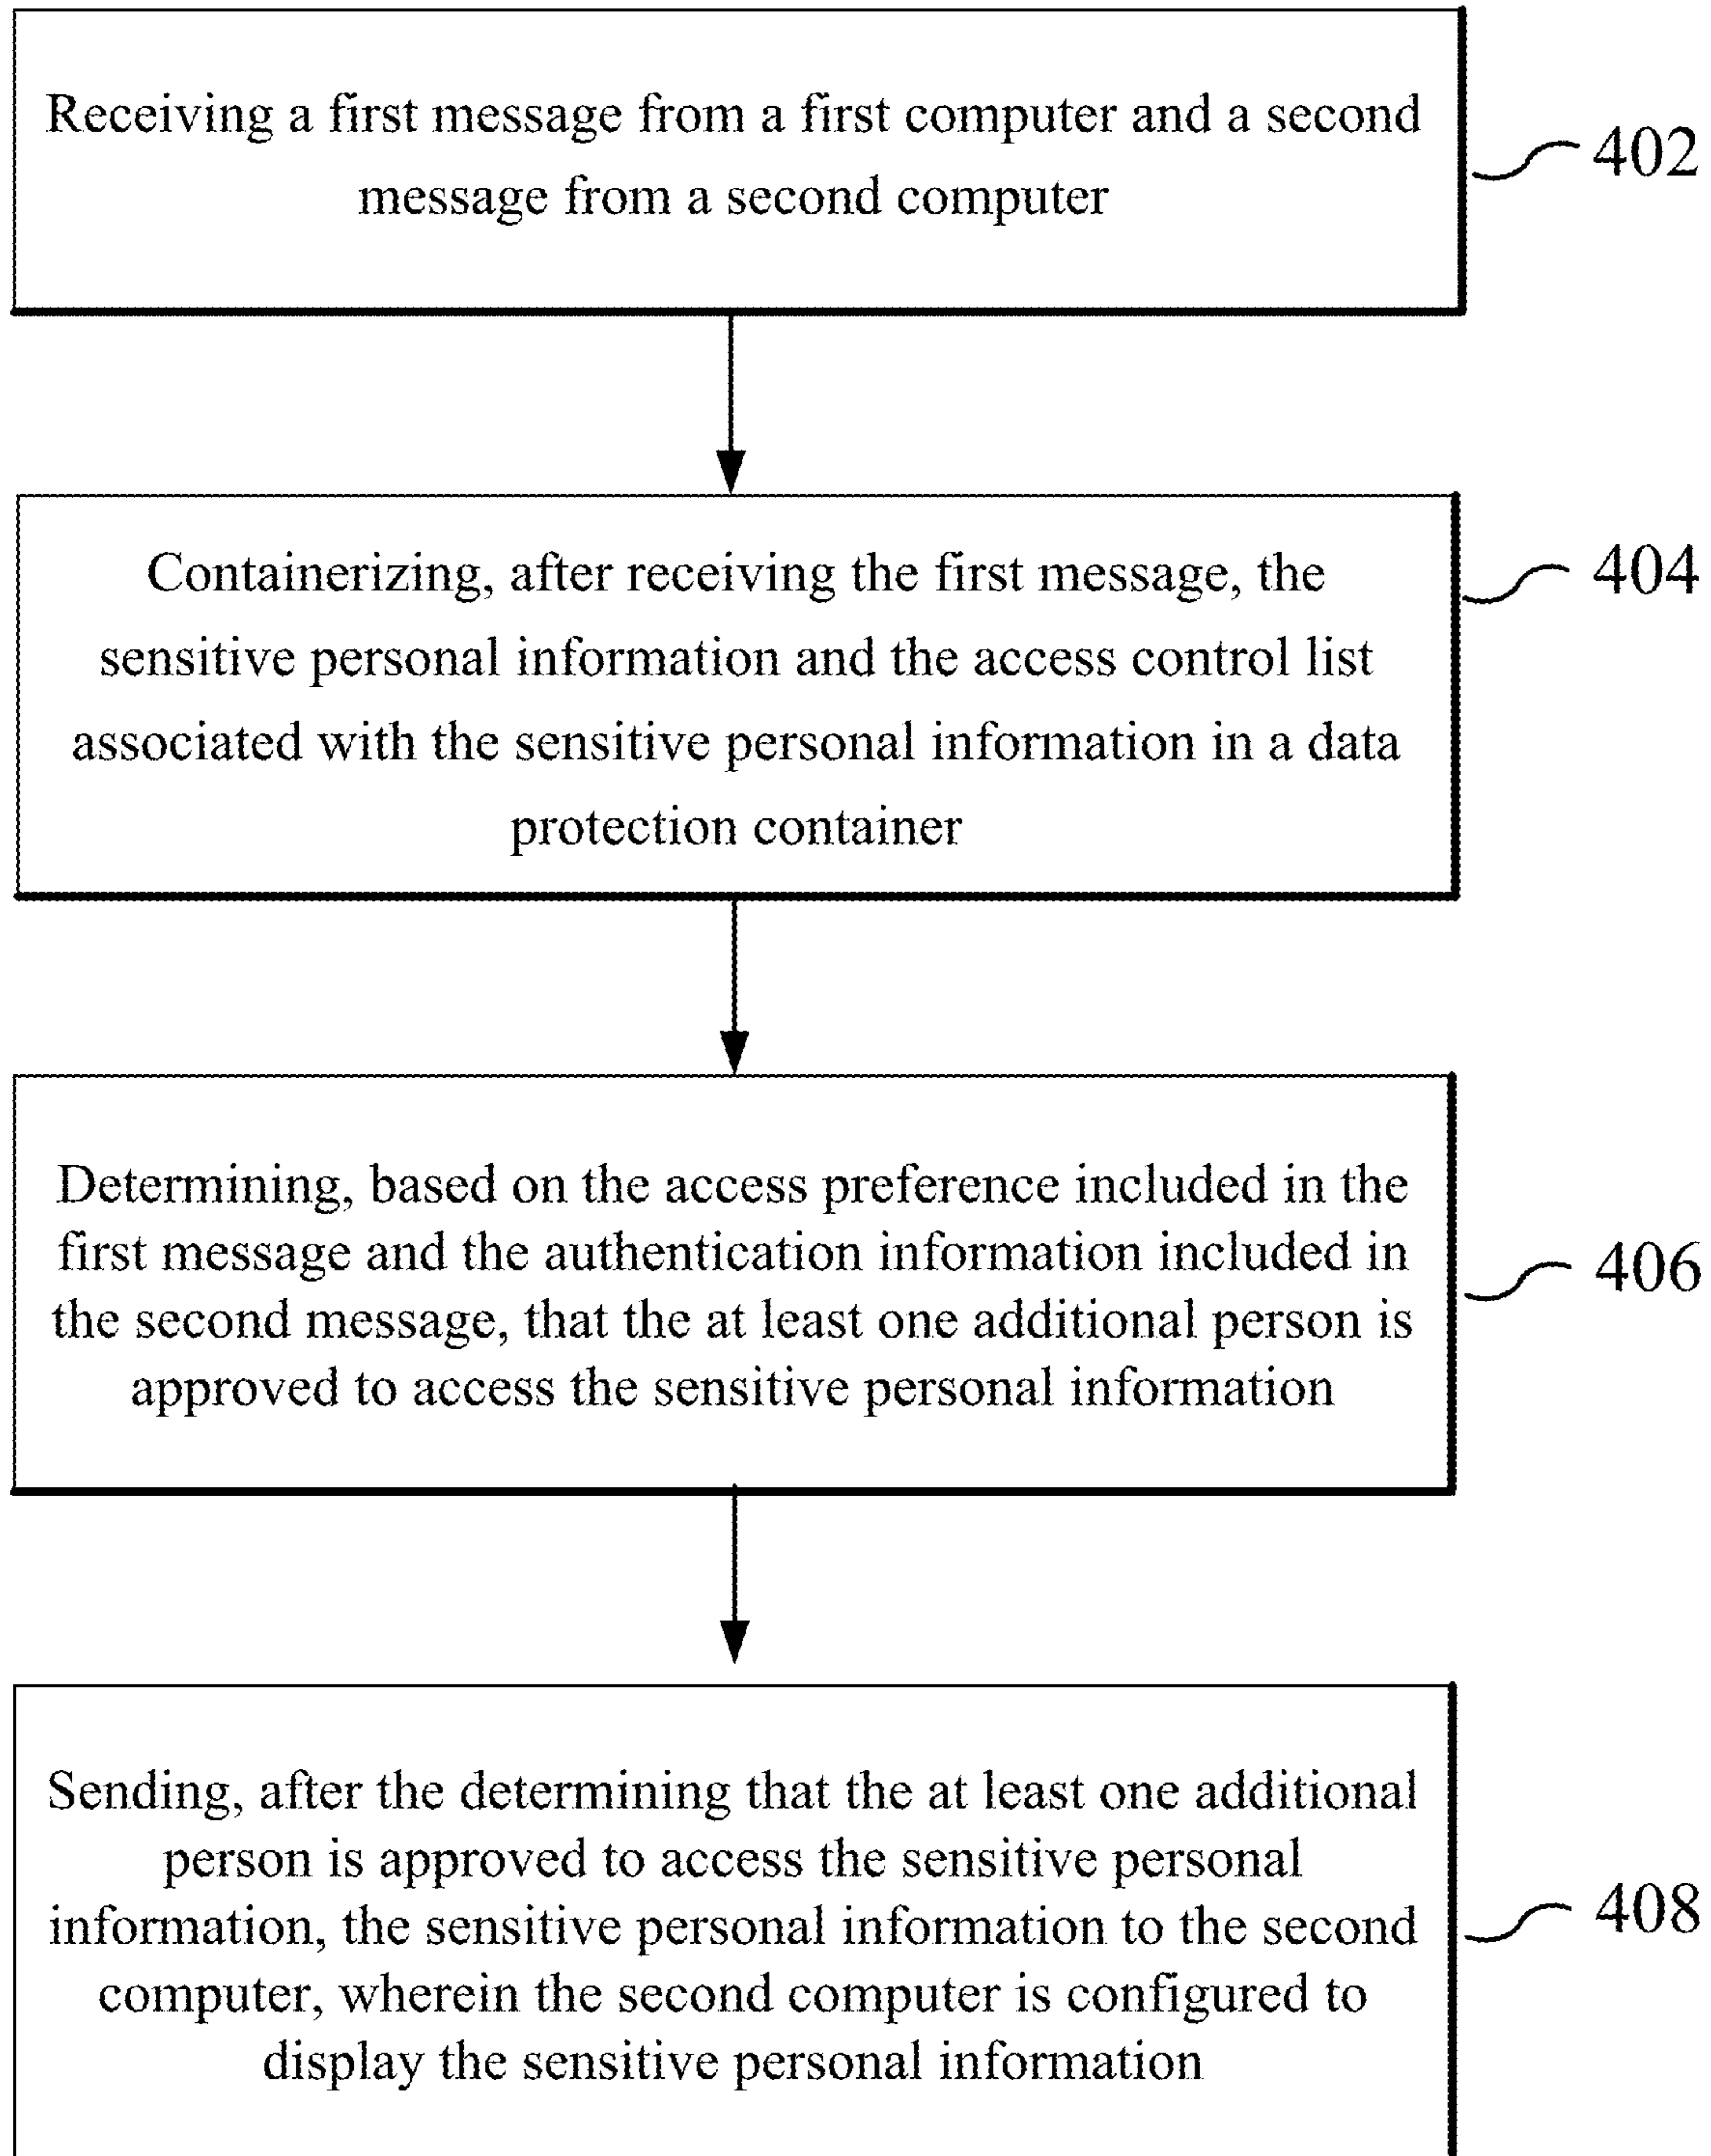 Receiving a first message from a first computer and a second
message from a second computer
402
Containerizing, after receiving the first message, the
sensitive personal information and the access control list
associated with the sensitive personal information in a data
protection container
404
Determining, based on the access preference included in the
first message and the authentication information included in
the second message, that the at least one additional person is
approved to access the sensitive personal information
406
Sending, after the determining that the at least one additional
person is approved to access the sensitive personal
information, the sensitive personal information to the second
computer, wherein the second computer is configured to
display the sensitive personal information
408